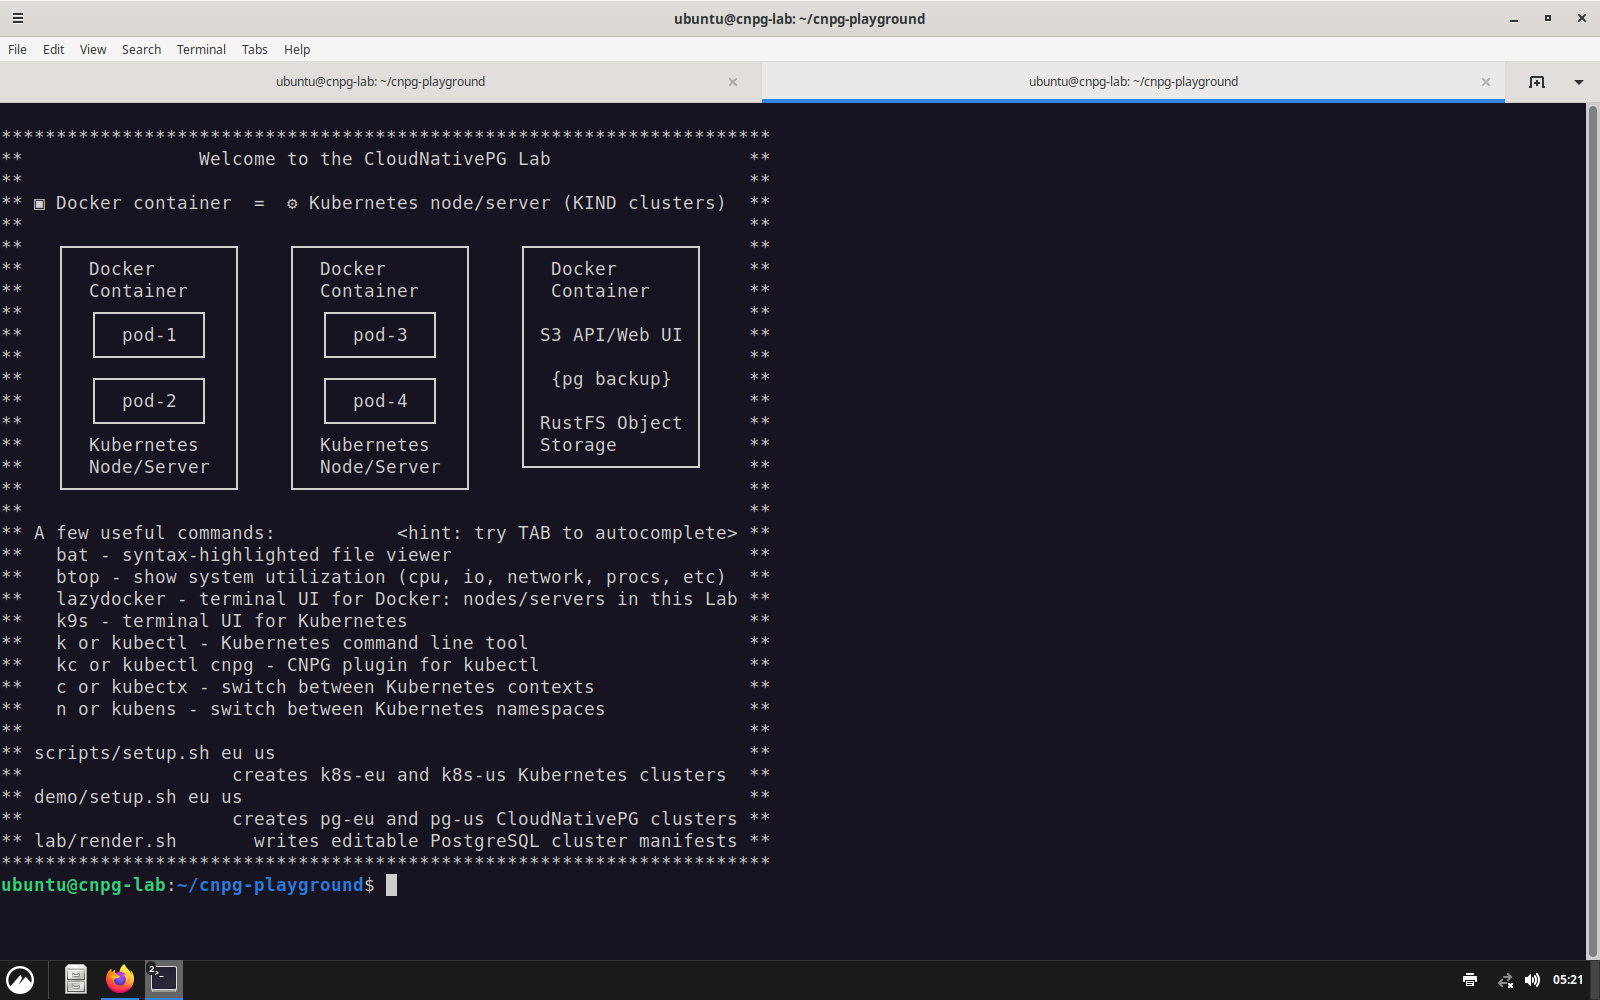 ubuntu@cnpg-lab: ~/cnpg-playground
File Edit View Search Terminal Tabs Help
ubuntu@cnpg-lab: ~/cnpg-playground ubuntu@cnpg-lab: ~/cnpg-playground
**********************************************************************
** Welcome to the CloudNativePG Lab **
** **
** ▣ Docker container = ⚙ Kubernetes node/server (KIND clusters) **
** **
** **
** Docker Docker Docker **
** Container Container Container **
** **
** pod-1 pod-3 S3 API/Web UI **
** **
** {pg backup} **
** pod-2 pod-4 **
** RustFS Object **
** Kubernetes Kubernetes Storage **
** Node/Server Node/Server **
** **
** **
** A few useful commands: <hint: try TAB to autocomplete> **
** bat - syntax-highlighted file viewer **
** btop - show system utilization (cpu, io, network, procs, etc) **
** lazydocker - terminal UI for Docker: nodes/servers in this Lab **
** k9s - terminal UI for Kubernetes **
** k or kubectl - Kubernetes command line tool **
** kc or kubectl cnpg - CNPG plugin for kubectl **
** c or kubectx - switch between Kubernetes contexts **
** n or kubens - switch between Kubernetes namespaces **
** **
** scripts/setup.sh eu us **
** creates k8s-eu and k8s-us Kubernetes clusters **
** demo/setup.sh eu us **
** creates pg-eu and pg-us CloudNativePG clusters **
** lab/render.sh writes editable PostgreSQL cluster manifests **
**********************************************************************
ubuntu@cnpg-lab:~/cnpg-playground$
2
05:21